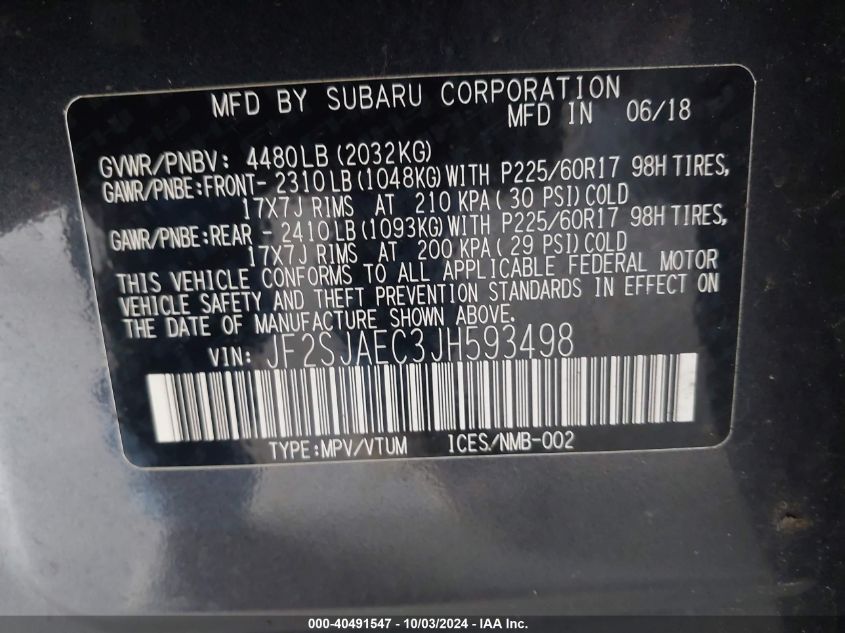 MFD BY SUBARU CORPORATION
MFD IN 06/18
GVWR/PNBV: 4480LB (2032KG)
GAWR/PNBE:FRONT- 2310LB (1048KG) WITH P225/60R17 98H TIRES,
17X7J RIMS AT 210 KPA (30 PSI) COLD
GAWR/PNBE:REAR - 2410LB (1093KG) WITH P225/60R17 98H TIRES,
17X7J RIMS AT 200 KPA (29 PSI) COLD
THIS VEHICLE CONFORMS TO ALL APPLICABLE FEDERAL MOTOR
VEHICLE SAFETY AND THEFT PREVENTION STANDARDS IN EFFECT ON
THE DATE OF MANUFACTURE SHOWN ABOVE.
VIN: JF2SJAEC3JH593498
TYPE:MPV/VTUM ICES/NMB-002
000-40491547 - 10/03/2024 - IAA Inc.